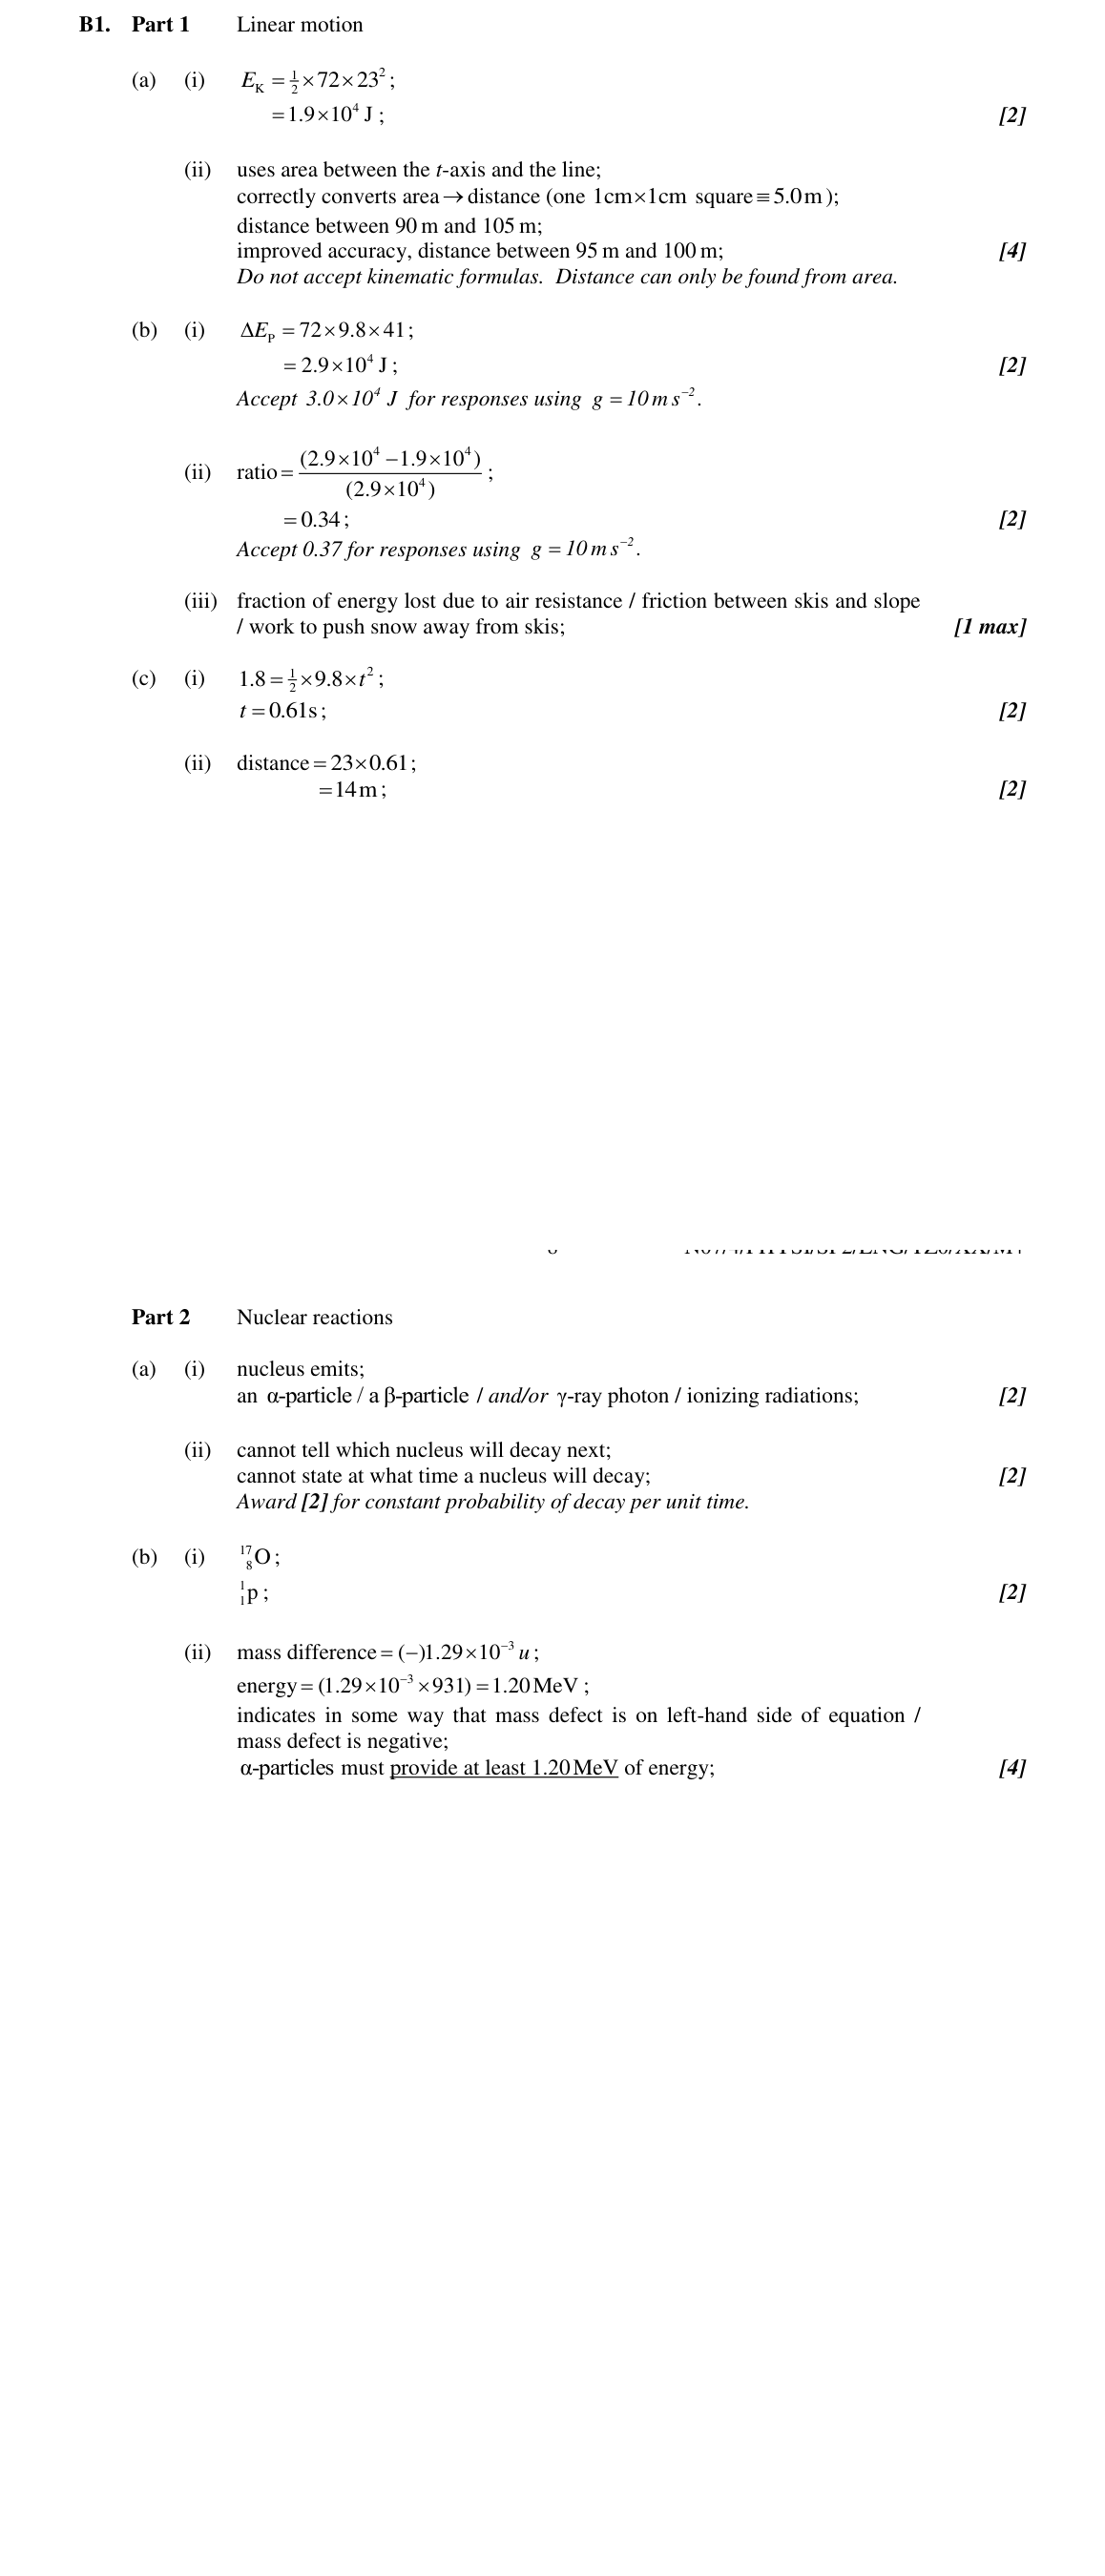 B1. Part 1 Linear motion
(a) (i) E_K = ½ × 72 × 23²;
= 1.9×10⁴ J; [2]
(ii) uses area between the t-axis and the line;
correctly converts area → distance (one 1cm×1cm square ≡ 5.0m);
distance between 90 m and 105 m;
improved accuracy, distance between 95 m and 100 m; [4]
Do not accept kinematic formulas. Distance can only be found from area.
(b) (i) ΔE_P = 72×9.8×41;
= 2.9×10⁴ J; [2]
Accept 3.0×10⁴ J for responses using g = 10 m s⁻².
(ii) ratio = (2.9×10⁴ − 1.9×10⁴) / (2.9×10⁴);
= 0.34; [2]
Accept 0.37 for responses using g = 10 m s⁻².
(iii) fraction of energy lost due to air resistance / friction between skis and slope
/ work to push snow away from skis; [1 max]
(c) (i) 1.8 = ½ × 9.8 × t²;
t = 0.61s; [2]
(ii) distance = 23×0.61;
= 14 m; [2]
Part 2 Nuclear reactions
(a) (i) nucleus emits;
an α-particle / a β-particle / and/or γ-ray photon / ionizing radiations; [2]
(ii) cannot tell which nucleus will decay next;
cannot state at what time a nucleus will decay; [2]
Award [2] for constant probability of decay per unit time.
(b) (i) ¹⁷₈O;
¹₁p; [2]
(ii) mass difference = (−)1.29×10⁻³ u;
energy = (1.29×10⁻³ × 931) = 1.20 MeV;
indicates in some way that mass defect is on left-hand side of equation /
mass defect is negative;
α-particles must provide at least 1.20 MeV of energy; [4]